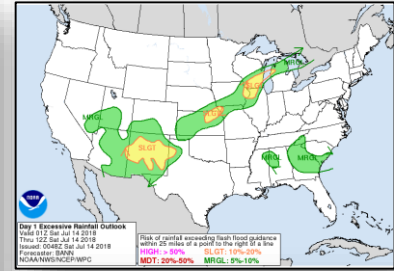 MRGL
SLGT
SLGT
MRGL
SLGT
MRGL
MRGL
NOAA
Day 1 Excessive Rainfall Outlook
Valid 01Z Sat Jul 14 2018
Thru 12Z Sat Jul 14 2018
Issued: 0048Z Sat Jul 14 2018
Forecaster: BANN
NOAA/NWS/NCEP/WPC
Risk of rainfall exceeding flash flood guidance
within 25 miles of a point to the right of a line
HIGH: > 50% SLGT: 10%-20%
MDT: 20%-50% MRGL: 5%-10%